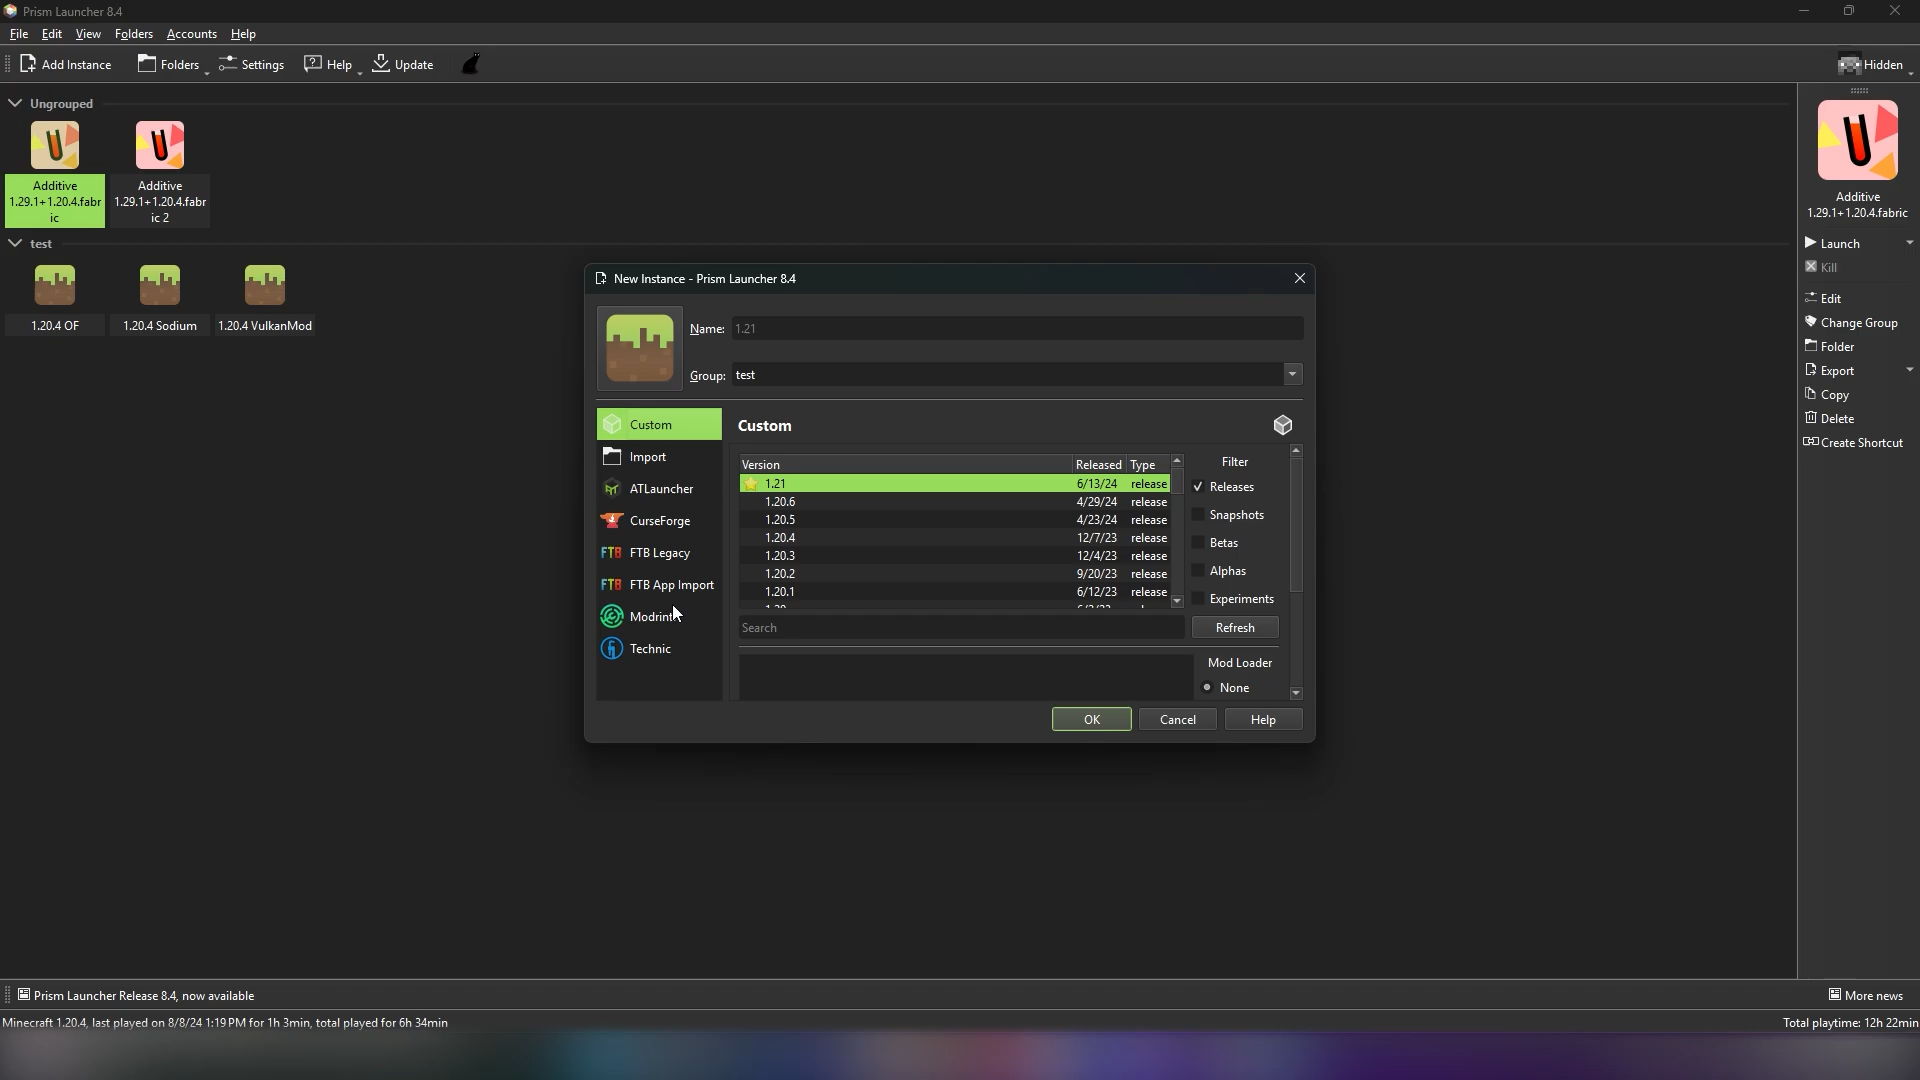 Prism Launcher 8.4
File Edit View Folders Accounts Help
Add Instance Folders Settings Help Update Hidden
Ungrouped
Additive
1.29.1+1.20.4.fabr
ic
Additive
1.29.1+1.20.4.fabr
ic 2
test
1.20.4 OF 1.20.4 Sodium 1.20.4 VulkanMod
New Instance - Prism Launcher 8.4
Name: 1.21
Group: test
Custom
Import
ATLauncher
CurseForge
FTB FTB Legacy
FTB FTB App Import
Technic
Custom
Version Released Type
1.21 6/13/24 release
1.20.6 4/29/24 release
1.20.5 4/23/24 release
1.20.4 12/7/23 release
1.20.3 12/4/23 release
1.20.2 9/20/23 release
1.20.1 6/12/23 release
Search
Filter
Releases
Snapshots
Betas
Alphas
Experiments
Refresh
Mod Loader
None
OK Cancel Help
Additive
1.29.1+1.20.4.fabric
Launch
Kill
Edit
Change Group
Folder
Export
Copy
Delete
Create Shortcut
Prism Launcher Release 8.4, now available More news
Minecraft 1.20.4, last played on 8/8/24 1:19 PM for 1h 3min, total played for 6h 34min Total playtime: 12h 22min